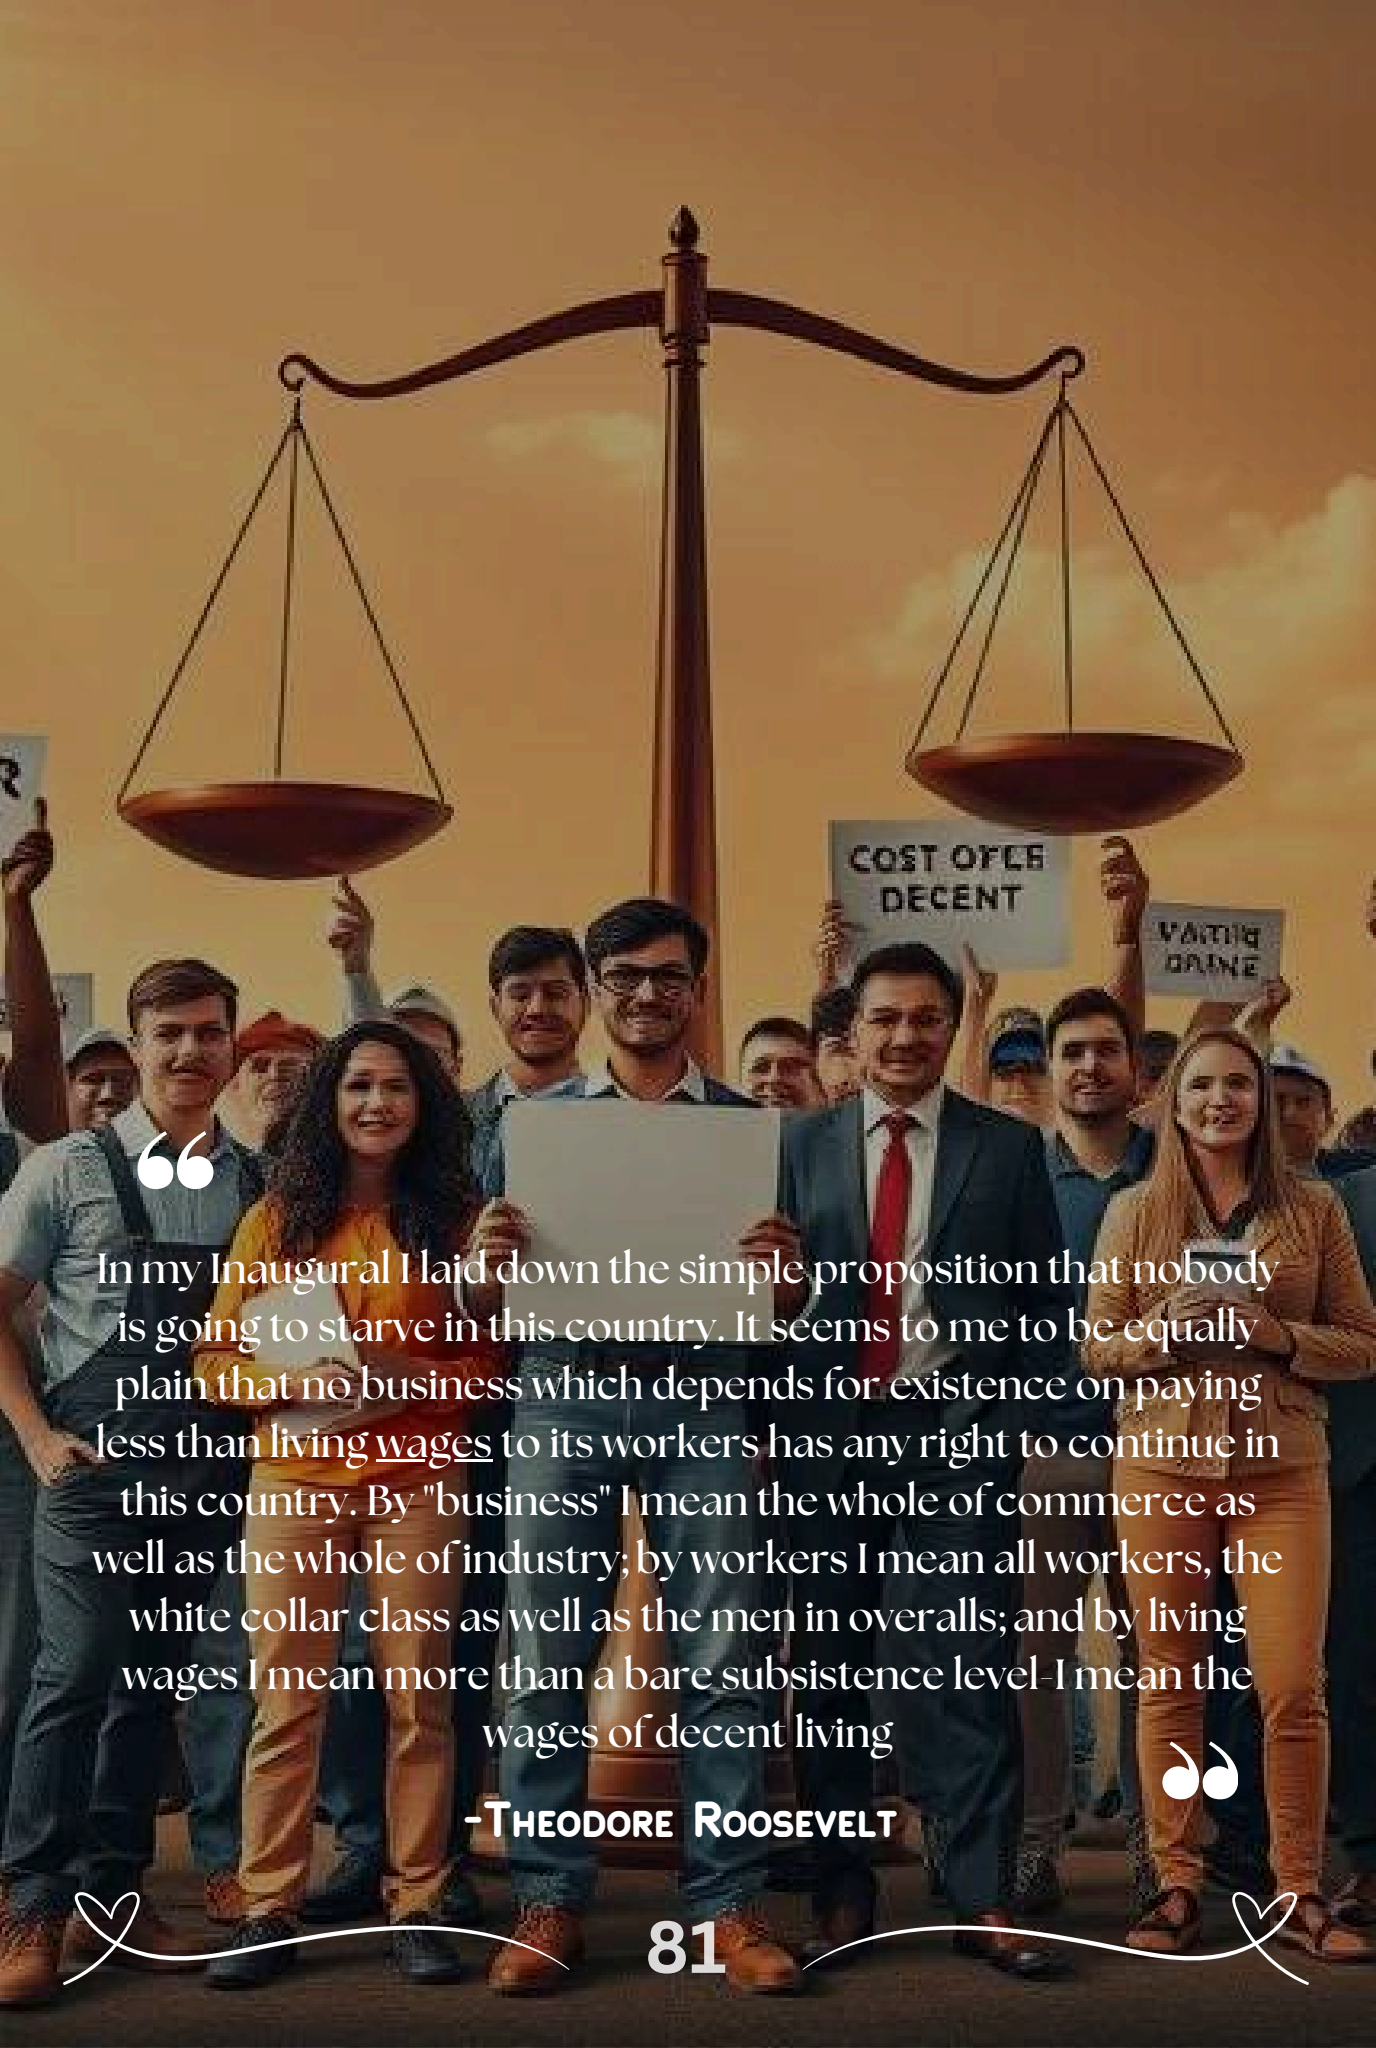 R
COST OFCE
DECENT
“
In my Inaugural I laid down the simple proposition that nobody
is going to starve in this country. It seems to me to be equally
plain that no business which depends for existence on paying
less than living wages to its workers has any right to continue in
this country. By "business" I mean the whole of commerce as
well as the whole of industry; by workers I mean all workers, the
white collar class as well as the men in overalls; and by living
wages I mean more than a bare subsistence level-I mean the
wages of decent living
”
-Theodore Roosevelt
81